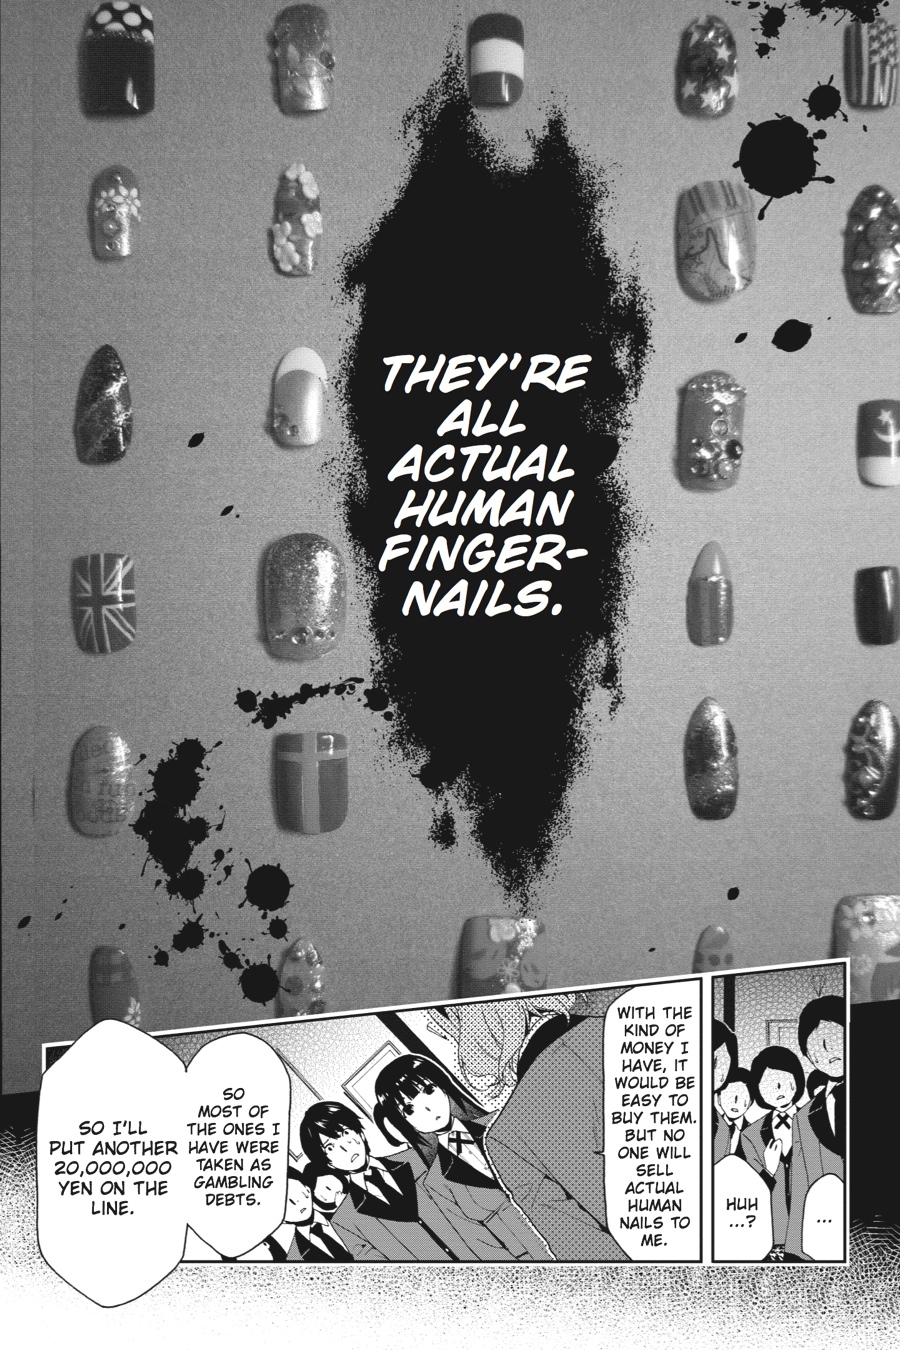 THEY'RE
ALL
ACTUAL
HUMAN
FINGER-
NAILS.
HUH
...?
...
WITH THE
KIND OF
MONEY I
HAVE, IT
WOULD BE
EASY TO
BUY THEM.
BUT NO
ONE WILL
SELL
ACTUAL
HUMAN
NAILS TO
ME.
SO
MOST OF
THE ONES I
HAVE WERE
TAKEN AS
GAMBLING
DEBTS.
SO I'LL
PUT ANOTHER
20,000,000
YEN ON THE
LINE.